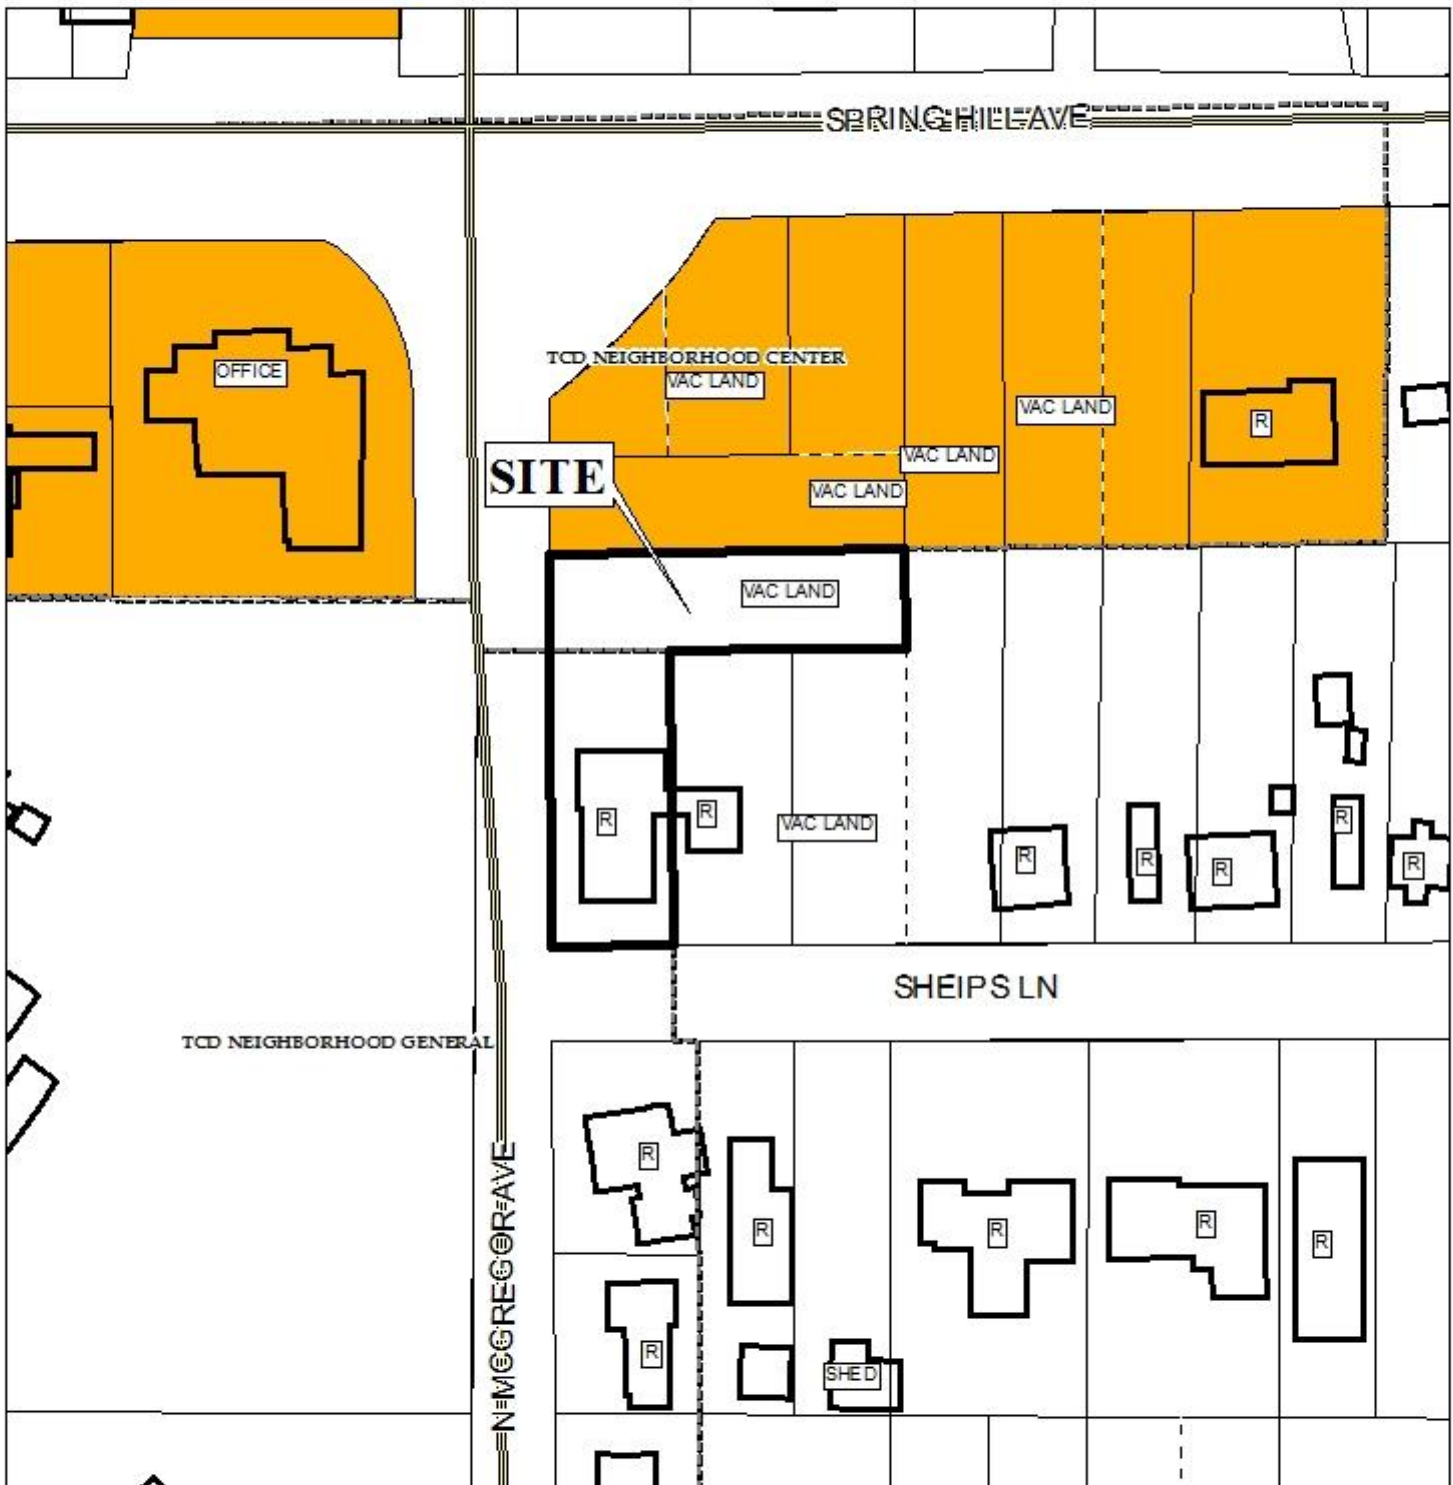 SPRING HILL AVE
TCD NEIGHBORHOOD CENTER
OFFICE
VAC LAND
VAC LAND
R
VAC LAND
SITE
VAC LAND
VAC LAND
R
R
VAC LAND
R
R
R
R
R
SHEIPS LN
TCD NEIGHBORHOOD GENERAL
N MCGREGOR AVE
R
R
R
R
R
R
SHED